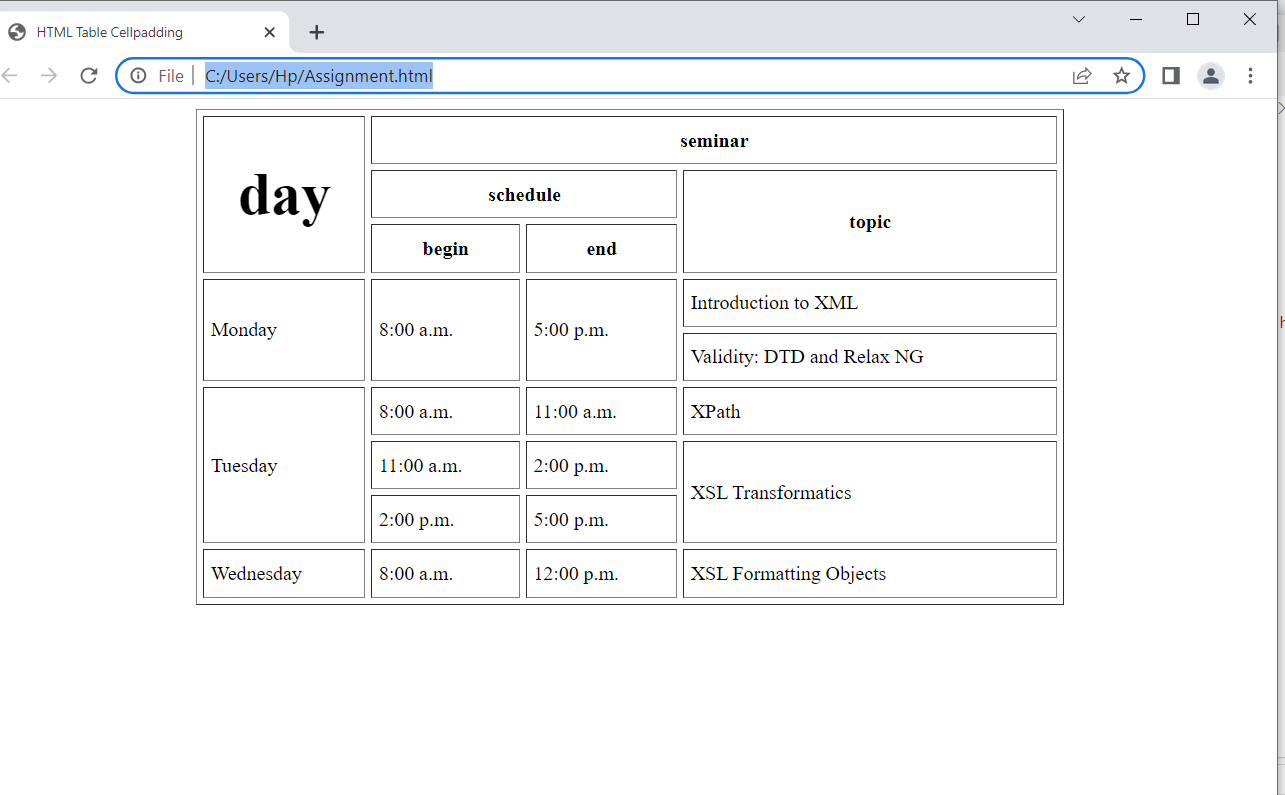 HTML Table Cellpadding
File C:/Users/Hp/Assignment.html
seminar
day
schedule
topic
begin end
Introduction to XML
Monday 8:00 a.m. 5:00 p.m.
Validity: DTD and Relax NG
8:00 a.m. 11:00 a.m. XPath
Tuesday 11:00 a.m. 2:00 p.m.
XSL Transformatics
2:00 p.m. 5:00 p.m.
Wednesday 8:00 a.m. 12:00 p.m. XSL Formatting Objects